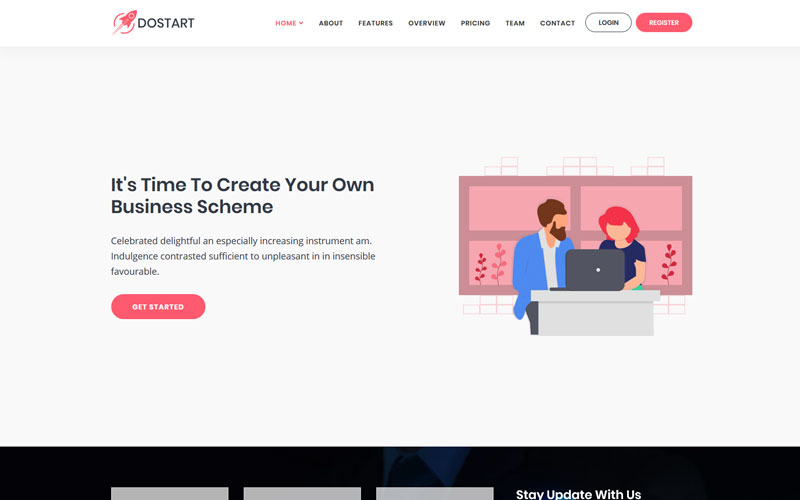 DOSTART
HOME
ABOUT
FEATURES
OVERVIEW
PRICING
TEAM
CONTACT
LOGIN
REGISTER
It's Time To Create Your Own
Business Scheme
Celebrated delightful an especially increasing instrument am.
Indulgence contrasted sufficient to unpleasant in in insensible
favourable.
GET STARTED
Stay Update With Us